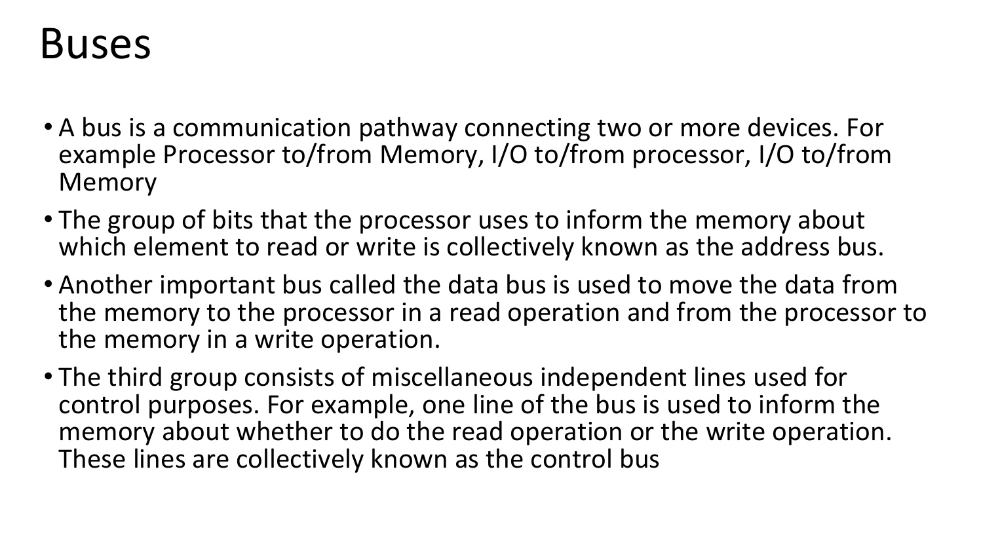 Buses
• A bus is a communication pathway connecting two or more devices. For
example Processor to/from Memory, I/O to/from processor, I/O to/from
Memory
• The group of bits that the processor uses to inform the memory about
which element to read or write is collectively known as the address bus.
• Another important bus called the data bus is used to move the data from
the memory to the processor in a read operation and from the processor to
the memory in a write operation.
• The third group consists of miscellaneous independent lines used for
control purposes. For example, one line of the bus is used to inform the
memory about whether to do the read operation or the write operation.
These lines are collectively known as the control bus